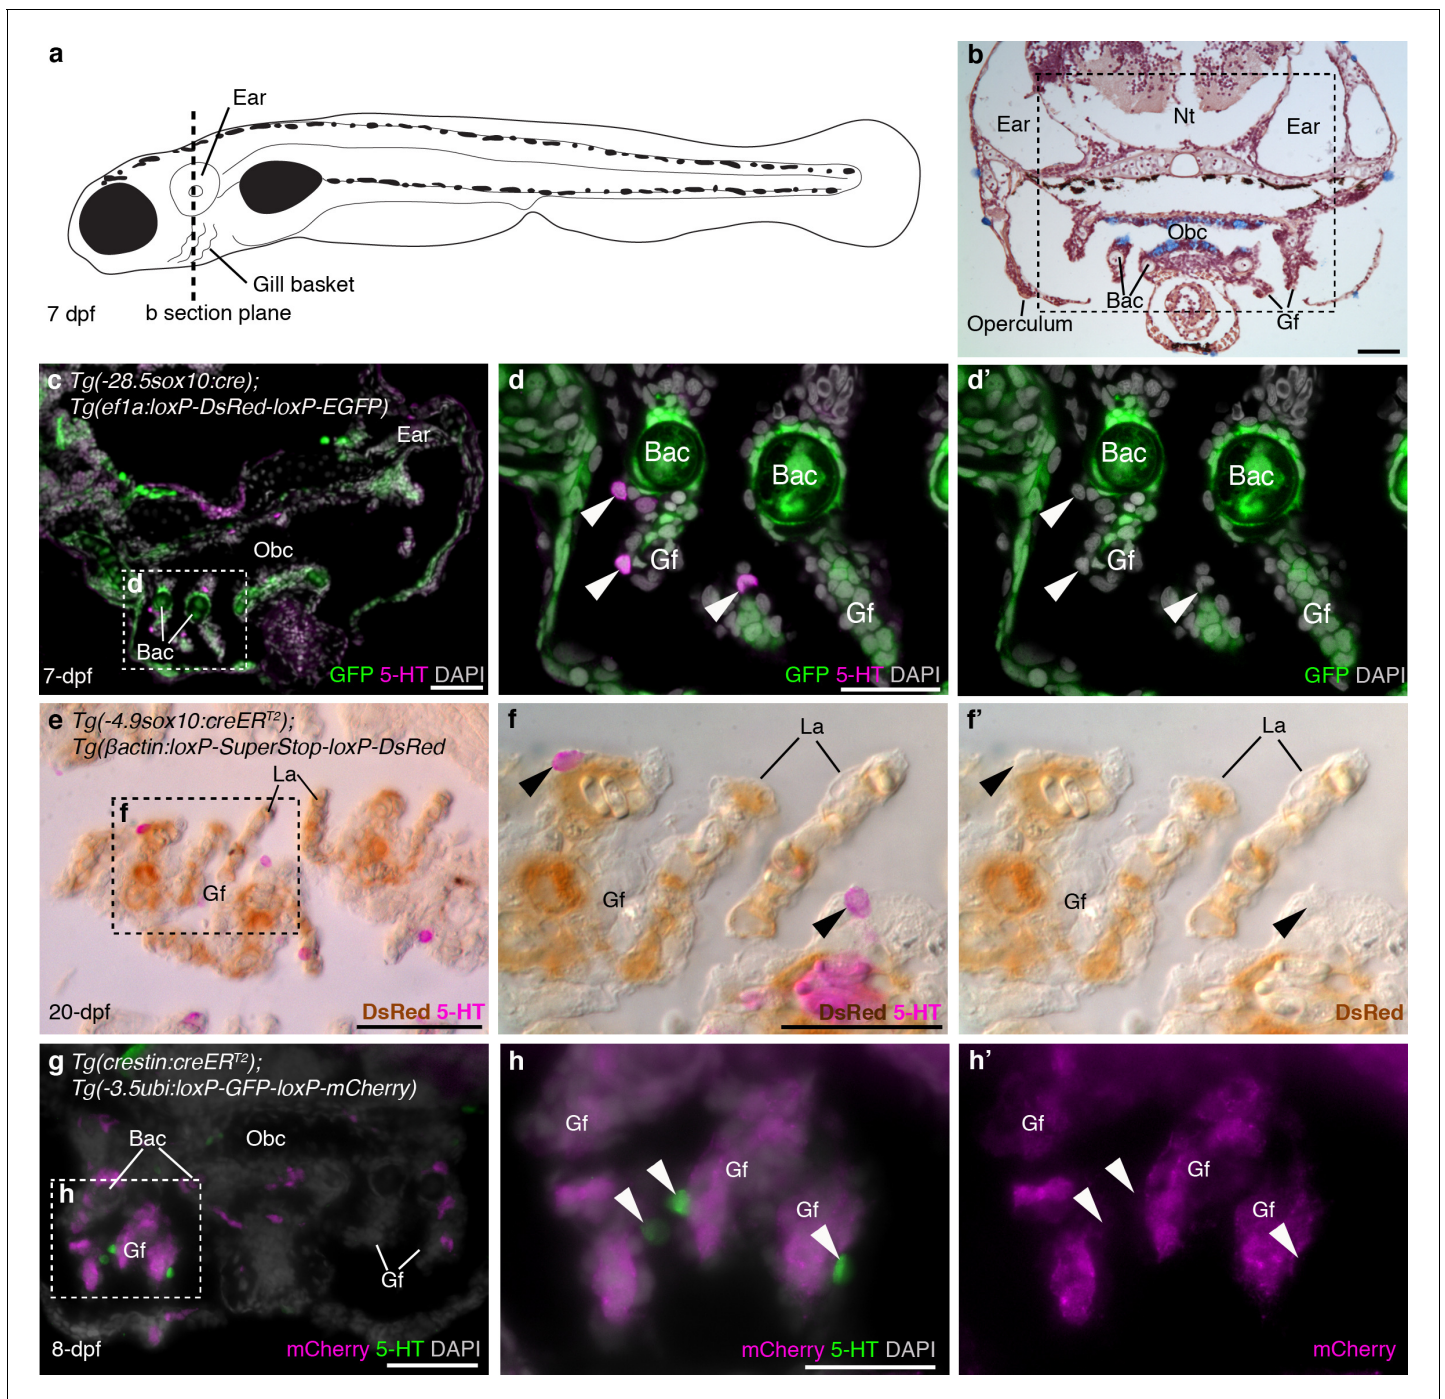 a
Ear
Gill basket
7 dpf
b section plane
b
Nt
Ear
Ear
Obc
Bac
Operculum
Gf
c Tg(-28.5sox10:cre);
Tg(ef1a:loxP-DsRed-loxP-EGFP)
Ear
Obc
d
Bac
7-dpf
GFP 5-HT DAPI
d
Bac
Bac
Gf
Gf
GFP 5-HT DAPI
d’
Bac
Bac
Gf
Gf
GFP DAPI
e Tg(-4.9sox10:creERT2);
Tg(βactin:loxP-SuperStop-loxP-DsRed
La
f
Gf
20-dpf
DsRed 5-HT
f
La
Gf
DsRed 5-HT
f’
La
Gf
DsRed
g Tg(crestin:creERT2);
Tg(-3.5ubi:loxP-GFP-loxP-mCherry)
Bac
Obc
h
Gf
Gf
8-dpf
mCherry 5-HT DAPI
h
Gf
Gf
Gf
mCherry 5-HT DAPI
h’
Gf
Gf
Gf
mCherry